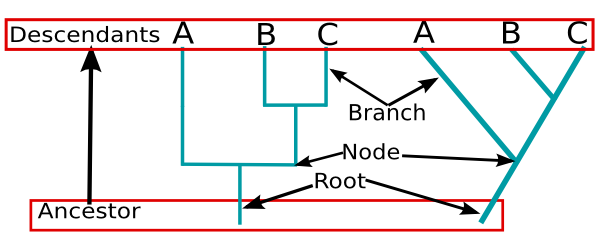 Descendants A B C A B C
Branch
Node
Root
Ancestor